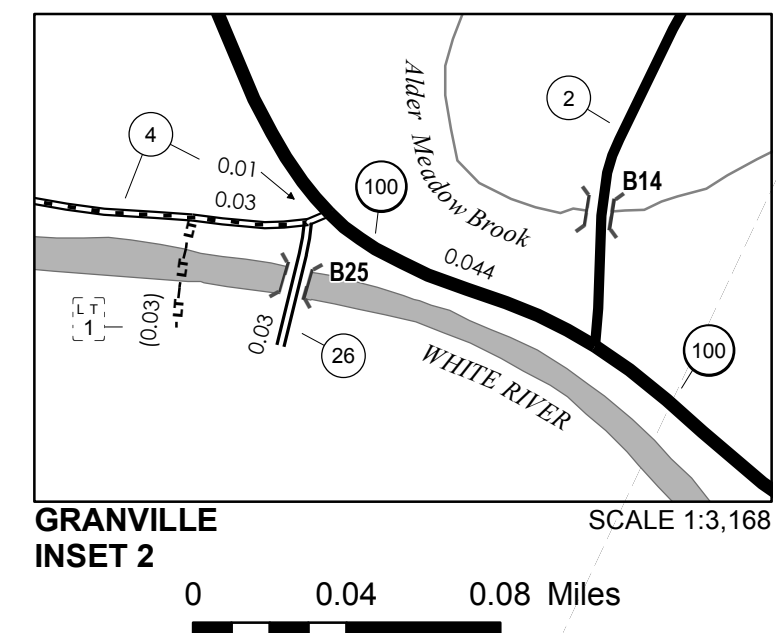 Alder Meadow Brook
2
4
B14
0.01
100
0.03
0.044
B25
LT LT LT
L T
1
(0.03)
0.03
26
WHITE RIVER
100
GRANVILLE
INSET 2
SCALE 1:3,168
0 0.04 0.08 Miles